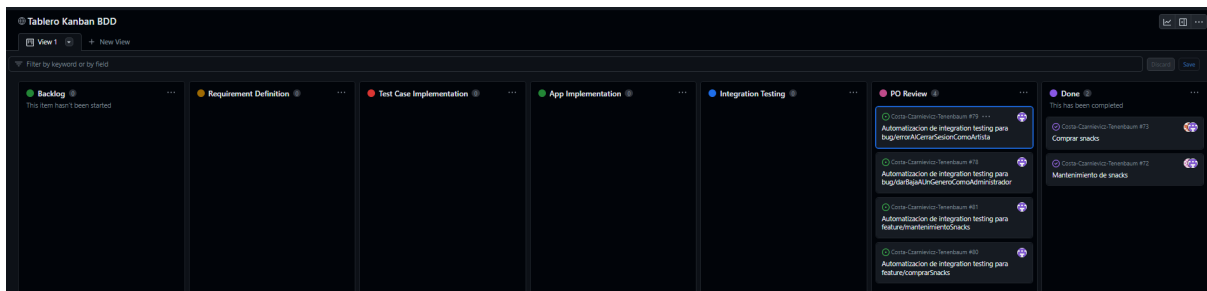 Tablero Kanban BDD
View 1
+ New View
Filter by keyword or by field
Discard
Save
Backlog 0
This item hasn't been started
Requirement Definition 0
Test Case Implementation 0
App Implementation 0
Integration Testing 0
PO Review 4
Costa-Czarnievicz-Tenenbaum #79
Automatizacion de integration testing para
bug/errorAlCerrarSesionComoArtista
Costa-Czarnievicz-Tenenbaum #78
Automatizacion de integration testing para
bug/darBajaAUnGeneroComoAdministrador
Costa-Czarnievicz-Tenenbaum #81
Automatizacion de integration testing para
feature/mantenimientoSnacks
Costa-Czarnievicz-Tenenbaum #80
Automatizacion de integration testing para
feature/comprarSnacks
Done 2
This has been completed
Costa-Czarnievicz-Tenenbaum #73
Comprar snacks
Costa-Czarnievicz-Tenenbaum #72
Mantenimiento de snacks